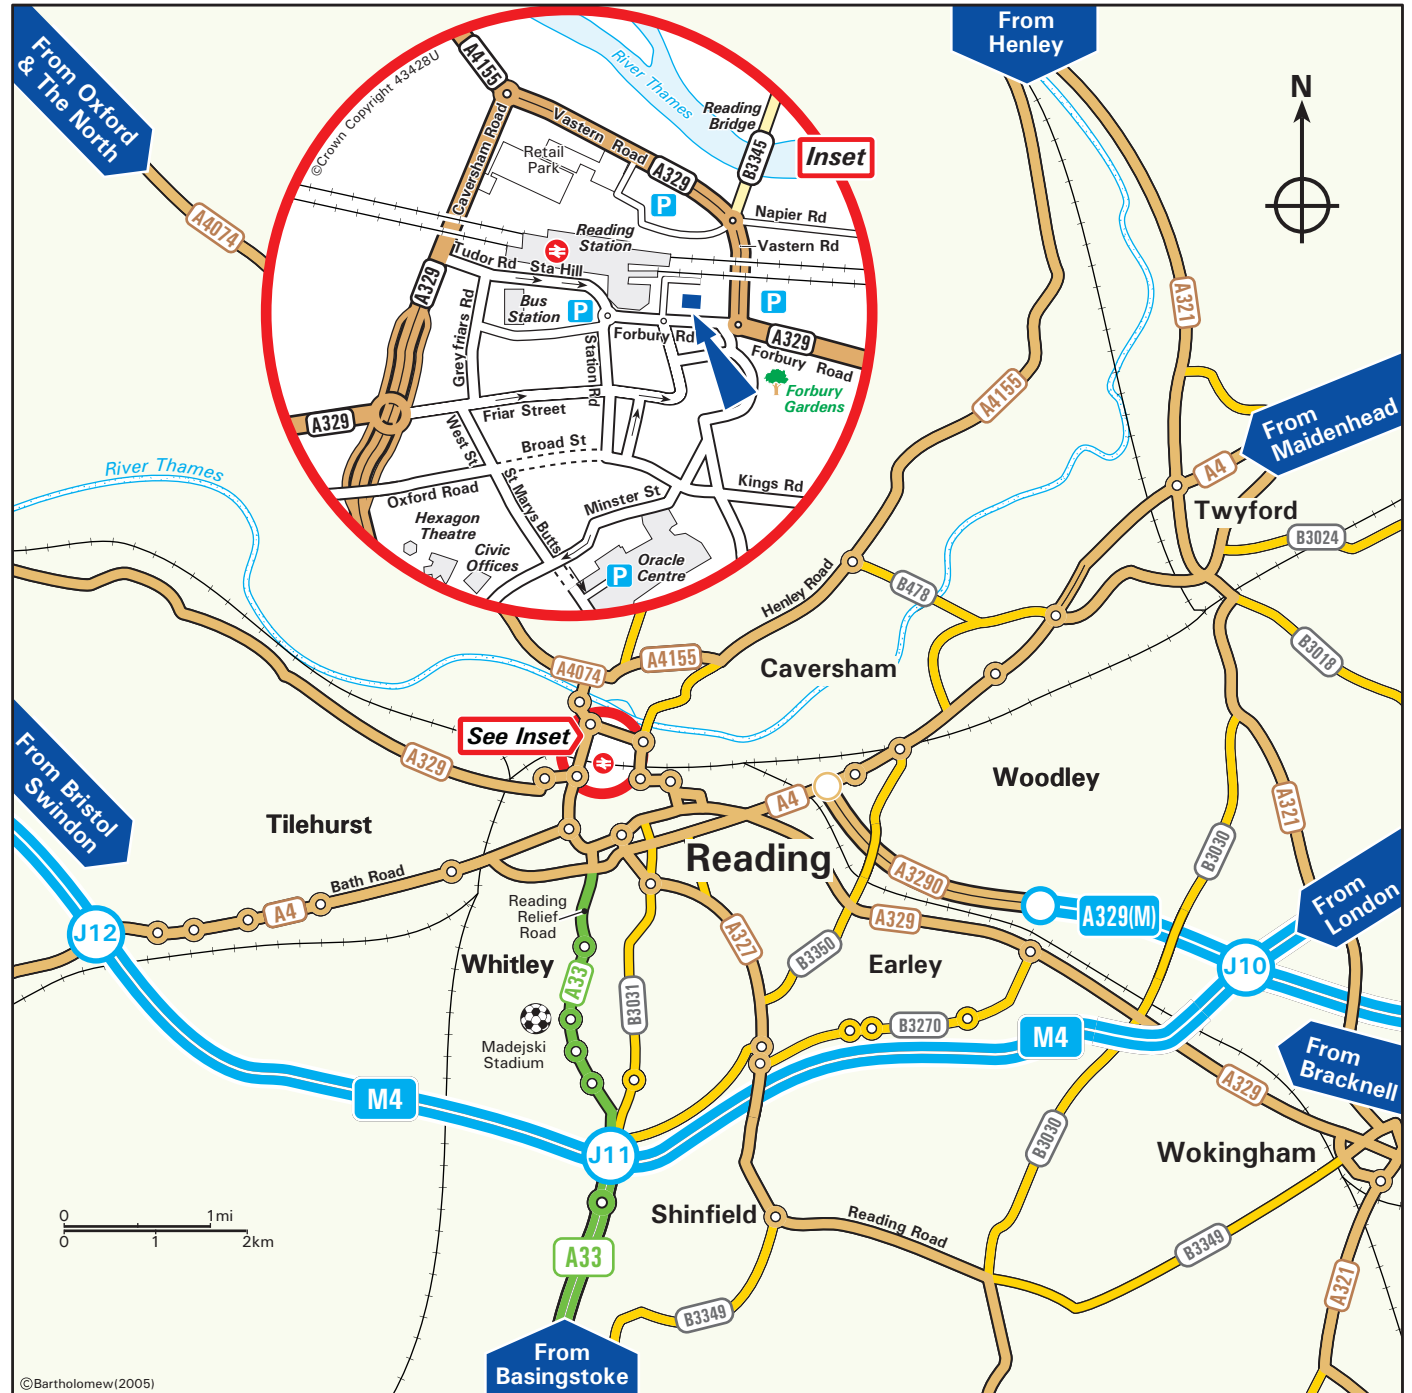 From Oxford
& The North
From
Henley
N
©Crown Copyright 43428U
A4155
Caversham Road
Vastern Road
River Thames
Reading
Bridge
B3345
Inset
Retail
Park
A329
P
Napier Rd
Vastern Rd
Reading
Station
Tudor Rd
Sta Hill
A329
Bus
Station
P
P
Greyfriars Rd
Forbury Rd
A329
Forbury Road
Station Rd
Forbury
Gardens
A329
Friar Street
West St
Broad St
Oxford Road
St Marys Butts
Minster St
Kings Rd
Hexagon
Theatre
Civic
Offices
P
Oracle
Centre
A4074
River Thames
A321
A4155
From
Maidenhead
A4
Twyford
B3024
B478
Henley Road
B3018
A4074
A4155
Caversham
See Inset
A329
From Bristol
Swindon
Tilehurst
A4
Woodley
A321
B3030
Reading
Bath Road
A4
A3290
A329(M)
From
London
J12
Reading
Relief
Road
A327
A329
B3350
Whitley
Earley
J10
A33
B3031
Madejski
Stadium
B3270
M4
From
Bracknell
M4
A329
B3030
J11
Wokingham
Shinfield
Reading Road
B3349
A33
A321
B3349
0 1mi
0 1 2km
From
Basingstoke
©Bartholomew(2005)